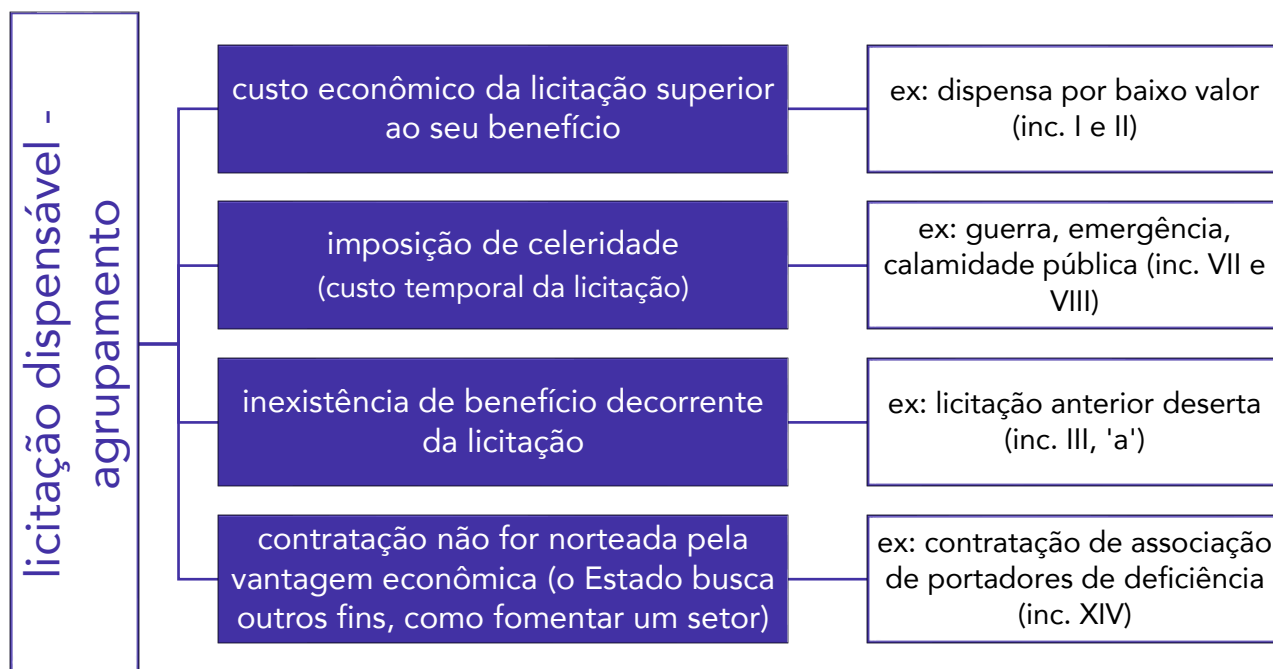 licitação dispensável -
agrupamento
custo econômico da licitação superior
ao seu benefício
ex: dispensa por baixo valor
(inc. I e II)
imposição de celeridade
(custo temporal da licitação)
ex: guerra, emergência,
calamidade pública (inc. VII e
VIII)
inexistência de benefício decorrente
da licitação
ex: licitação anterior deserta
(inc. III, 'a')
contratação não for norteada pela
vantagem econômica (o Estado busca
outros fins, como fomentar um setor)
ex: contratação de associação
de portadores de deficiência
(inc. XIV)